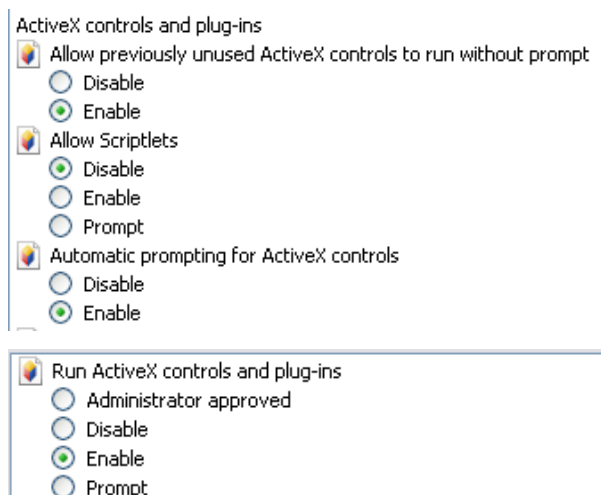 ActiveX controls and plug-ins
Allow previously unused ActiveX controls to run without prompt
Disable
Enable
Allow Scriptlets
Disable
Enable
Prompt
Automatic prompting for ActiveX controls
Disable
Enable
Run ActiveX controls and plug-ins
Administrator approved
Disable
Enable
Prompt